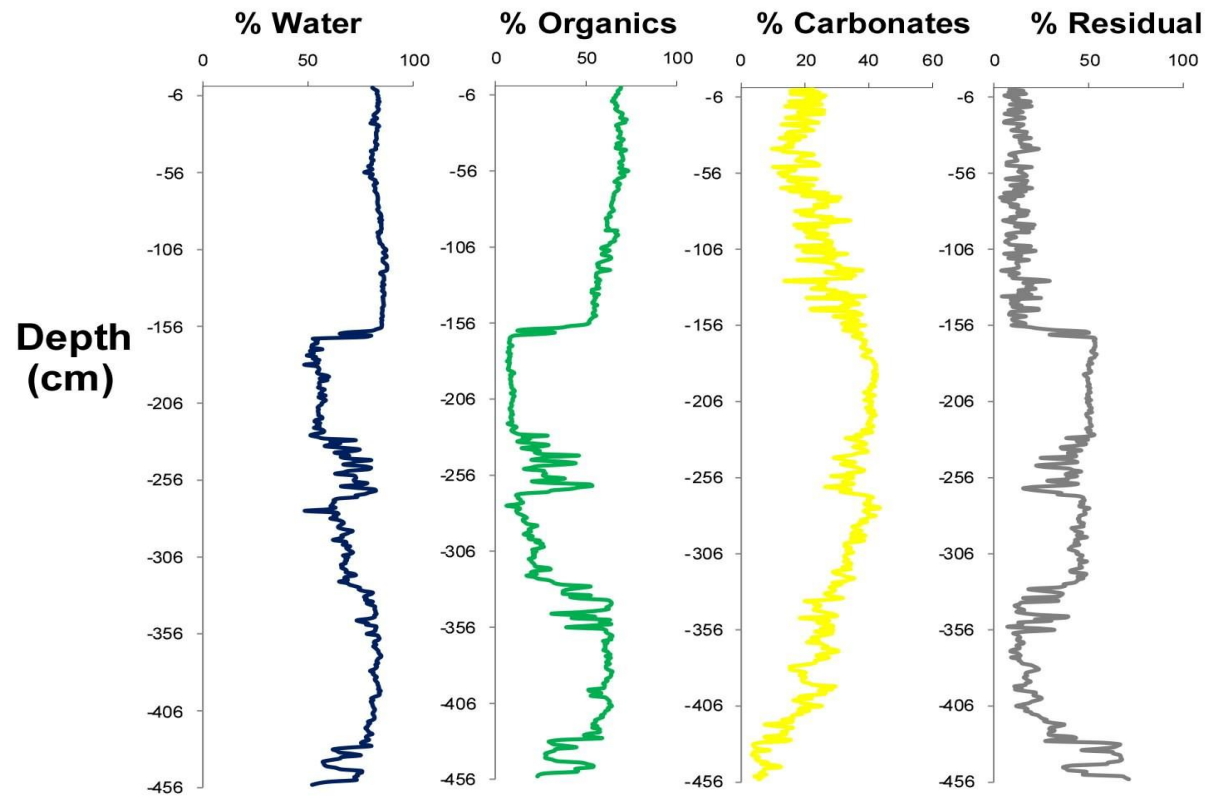 % Water % Organics % Carbonates % Residual
0 50 100 0 50 100 0 20 40 60 0 50 100
-6 -6 -6 -6
-56 -56 -56 -56
-106 -106 -106 -106
-156 -156 -156 -156
Depth
(cm)
-206 -206 -206 -206
-256 -256 -256 -256
-306 -306 -306 -306
-356 -356 -356 -356
-406 -406 -406 -406
-456 -456 -456 -456